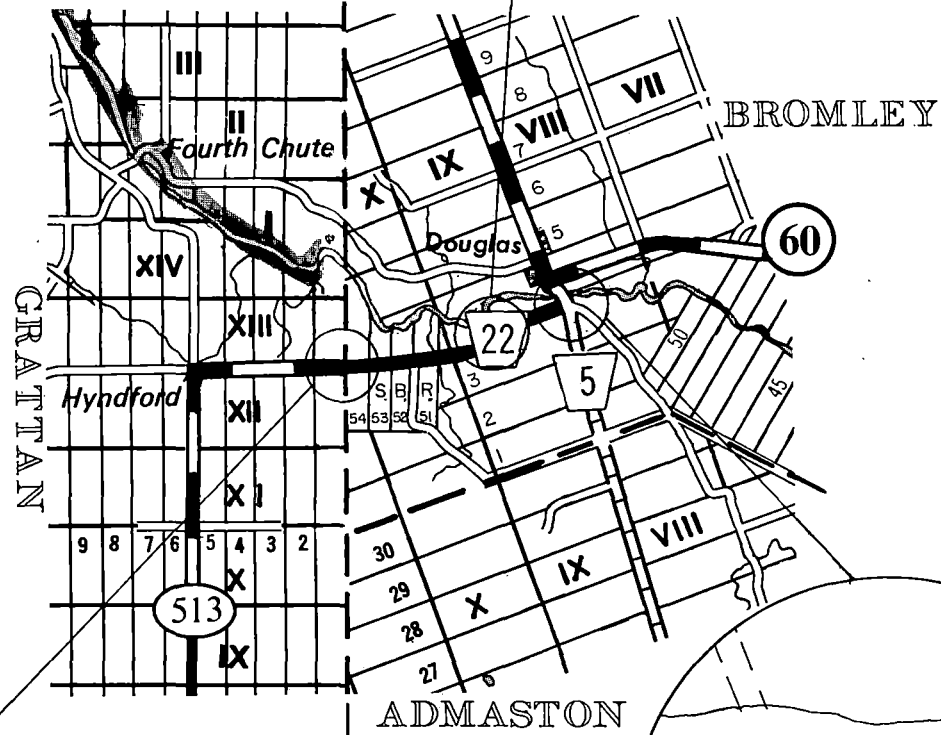 III
II
Fourth Chute
I
XIV
XIII
Hyndford
XII
XI
9 8 7 6 5 4 3 2
X
513
IX
GRATTAN
9
8
VII
VIII
7
IX
6
X
5
Douglas
BROMLEY
60
22
5
50
45
S. B. R.
54 53 52 51
3
2
1
30
29
28
27
X
IX
VIII
ADMASTON